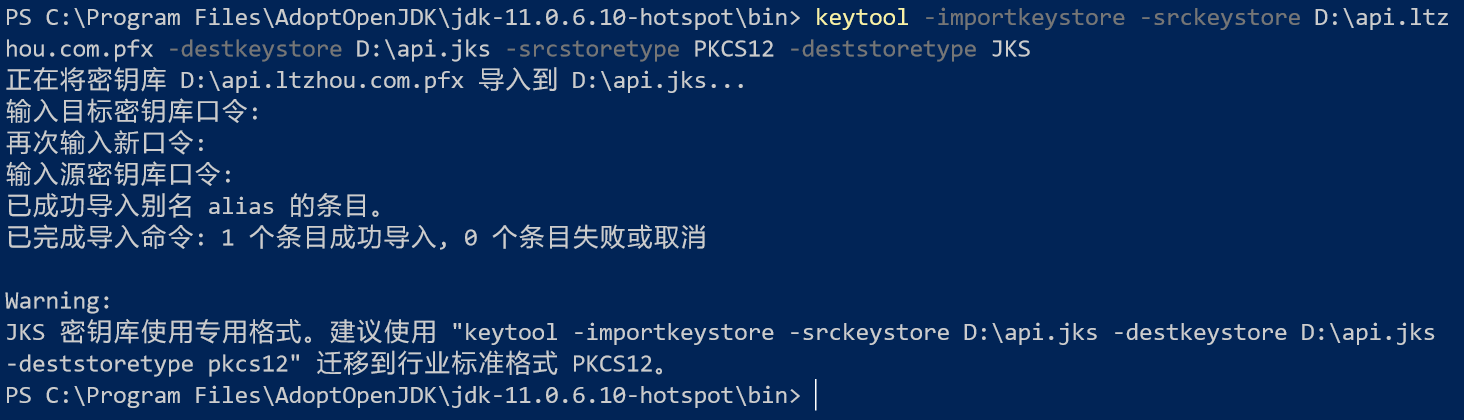 PS C:\Program Files\AdoptOpenJDK\jdk-11.0.6.10-hotspot\bin> keytool -importkeystore -srckeystore D:\api.ltz
hou.com.pfx -destkeystore D:\api.jks -srcstoretype PKCS12 -deststoretype JKS
正在将密钥库 D:\api.ltzhou.com.pfx 导入到 D:\api.jks...
输入目标密钥库口令:
再次输入新口令:
输入源密钥库口令:
已成功导入别名 alias 的条目。
已完成导入命令: 1 个条目成功导入, 0 个条目失败或取消
Warning:
JKS 密钥库使用专用格式。建议使用 "keytool -importkeystore -srckeystore D:\api.jks -destkeystore D:\api.jks
-deststoretype pkcs12" 迁移到行业标准格式 PKCS12。
PS C:\Program Files\AdoptOpenJDK\jdk-11.0.6.10-hotspot\bin>